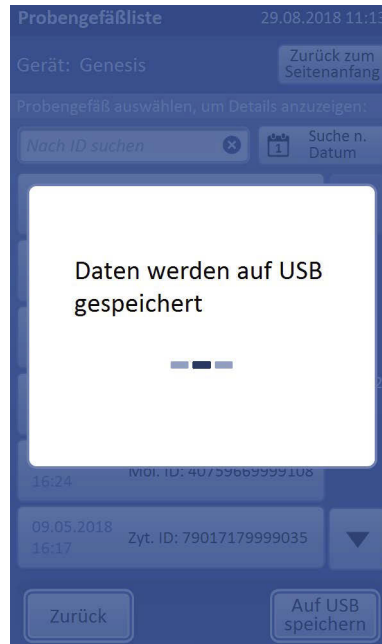 Probengefäßliste 29.08.2018 11:13
Gerät: Genesis
Zurück zum
Seitenanfang
Probengefäß auswählen, um Details anzuzeigen:
Nach ID suchen
1
Suche n.
Datum
Daten werden auf USB
gespeichert
16:24
Mol. ID: 40759669999108
09.05.2018
16:17
Zyt. ID: 79017179999035
Zurück
Auf USB
speichern